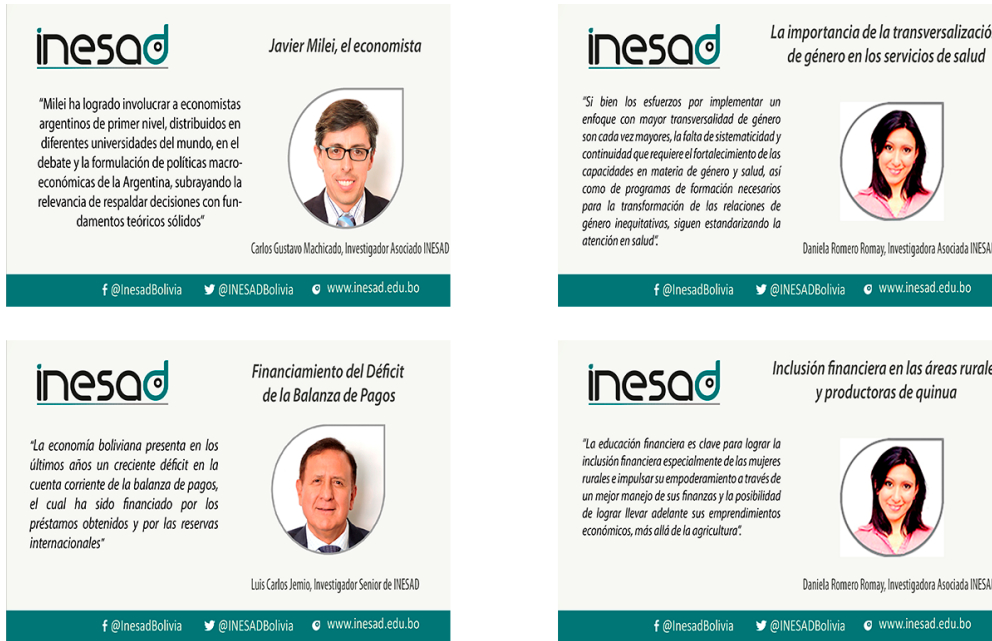 inesad
Javier Milei, el economista
"Milei ha logrado involucrar a economistas
argentinos de primer nivel, distribuidos en
diferentes universidades del mundo, en el
debate y la formulación de políticas macro-
económicas de la Argentina, subrayando la
relevancia de respaldar decisiones con fun-
damentos teóricos sólidos"
Carlos Gustavo Machicado, Investigador Asociado INESAD
@InesadBolivia @INESADBolivia www.inesad.edu.bo
inesad
La importancia de la transversalizació
de género en los servicios de salud
"Si bien los esfuerzos por implementar un
enfoque con mayor transversalidad de género
son cada vez mayores, la falta de sistematicidad y
continuidad que requiere el fortalecimiento de las
capacidades en materia de género y salud, así
como de programas de formación necesarios
para la transformación de las relaciones de
género inequitativas, siguen estandarizando la
atención en salud".
Daniela Romero Romay, Investigadora Asociada INESA
@InesadBolivia @INESADBolivia www.inesad.edu.bo
inesad
Financiamiento del Déficit
de la Balanza de Pagos
"La economía boliviana presenta en los
últimos años un creciente déficit en la
cuenta corriente de la balanza de pagos,
el cual ha sido financiado por los
préstamos obtenidos y por las reservas
internacionales"
Luis Carlos Jemio, Investigador Senior de INESAD
@InesadBolivia @INESADBolivia www.inesad.edu.bo
inesad
Inclusión financiera en las áreas rurale
y productoras de quinua
"La educación financiera es clave para lograr la
inclusión financiera especialmente de las mujeres
rurales e impulsar su empoderamiento a través de
un mejor manejo de sus finanzas y la posibilidad
de lograr llevar adelante sus emprendimientos
económicos, más allá de la agricultura".
Daniela Romero Romay, Investigadora Asociada INESA
@InesadBolivia @INESADBolivia www.inesad.edu.bo